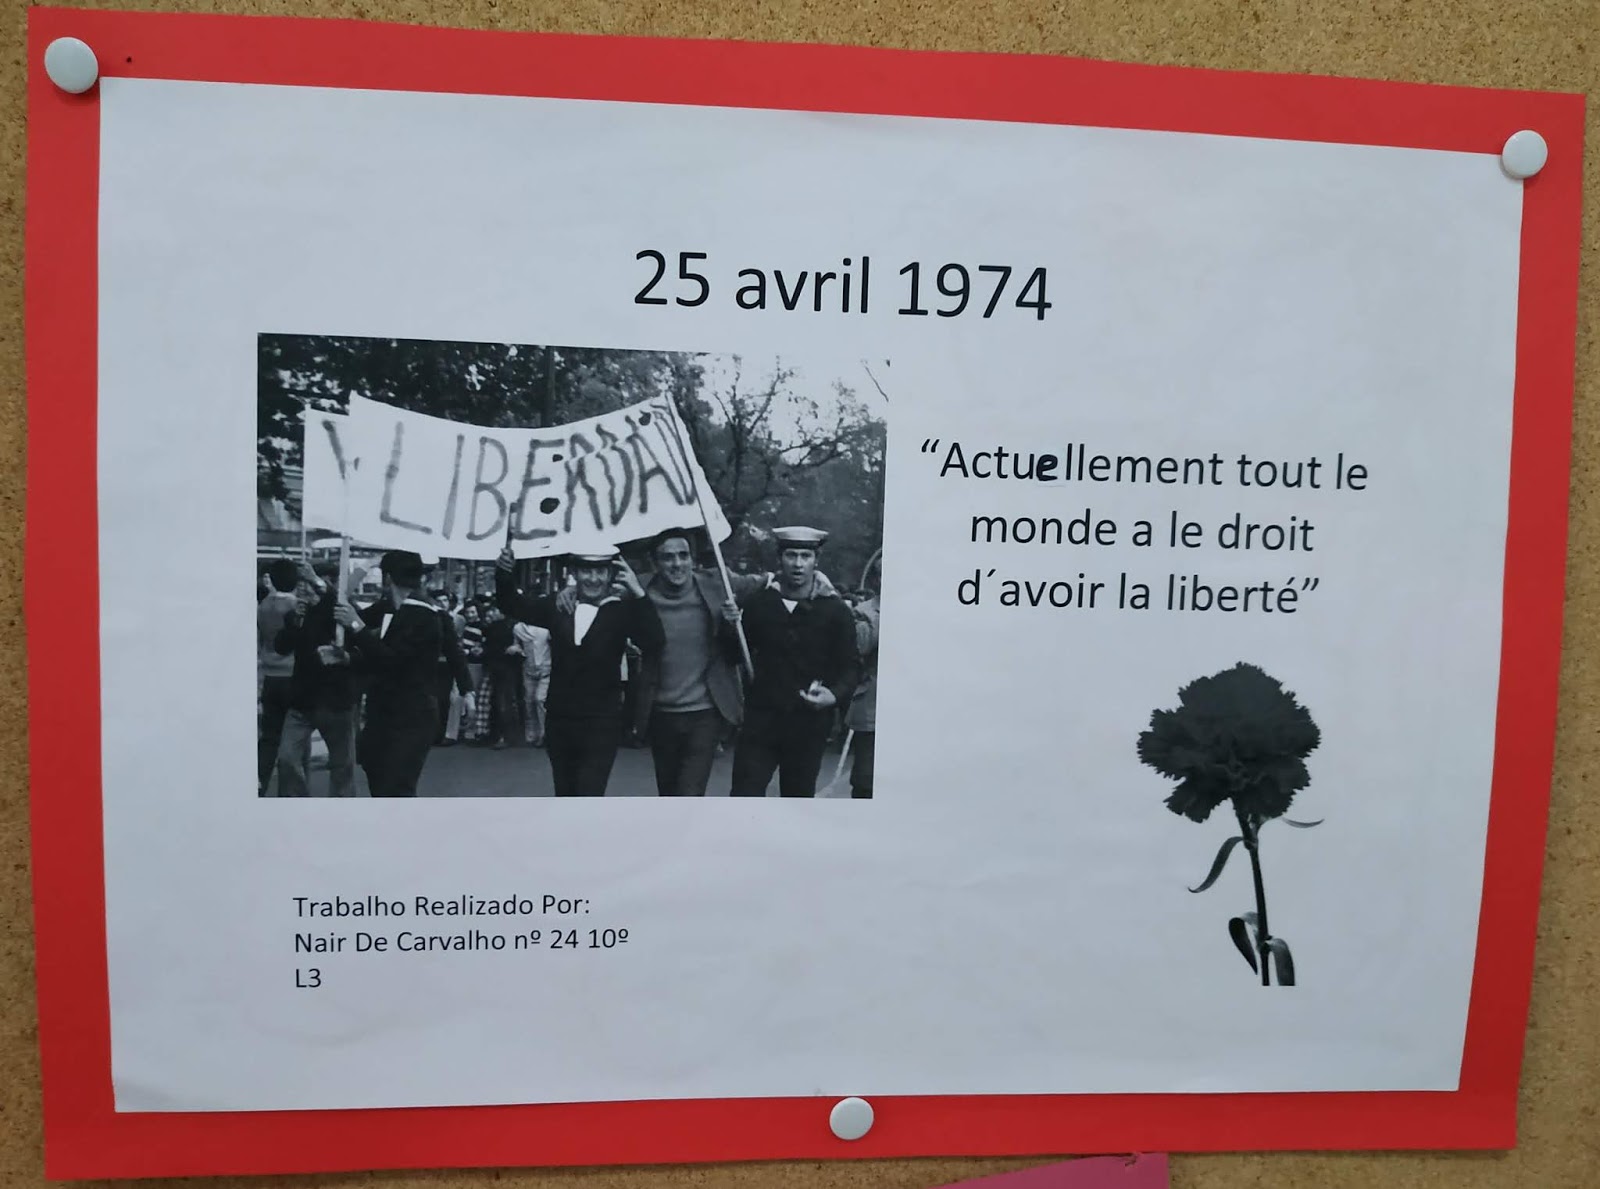 25 avril 1974
Y LIBERDAD
“Actuellement tout le
monde a le droit
d´avoir la liberté”
Trabalho Realizado Por:
Nair De Carvalho nº 24 10º
L3